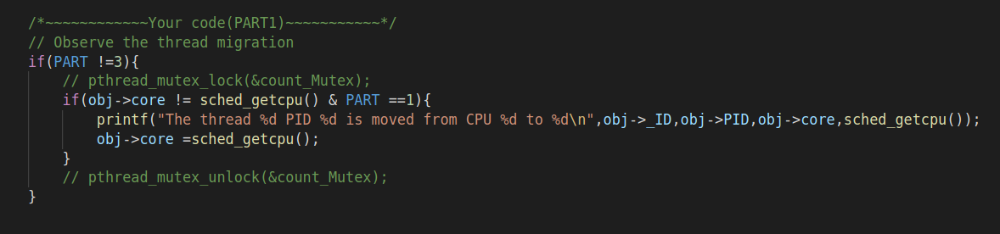 /*~~~~~~~~~~~~Your code(PART1)~~~~~~~~~~~*/
// Observe the thread migration
if(PART !=3){
// pthread_mutex_lock(&count_Mutex);
if(obj->core != sched_getcpu() & PART ==1){
printf("The thread %d PID %d is moved from CPU %d to %d\n",obj->_ID,obj->PID,obj->core,sched_getcpu());
obj->core =sched_getcpu();
}
// pthread_mutex_unlock(&count_Mutex);
}